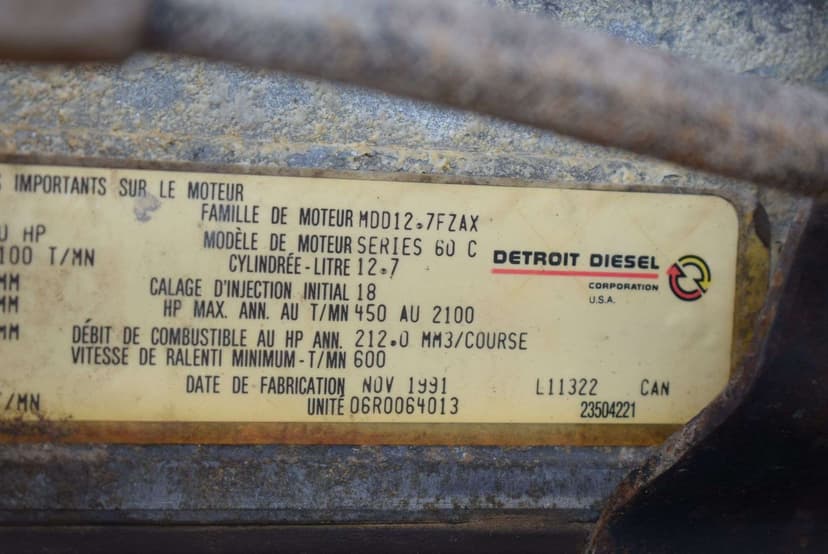 IMPORTANTS SUR LE MOTEUR
FAMILLE DE MOTEUR MDD12.7FZAX
HP
MODÈLE DE MOTEUR SERIES 60 C
100 T/MN
CYLINDRÉE-LITRE 12.7
DETROIT DIESEL
CORPORATION
U.S.A.
MM
CALAGE D'INJECTION INITIAL 18
MM
HP MAX. ANN. AU T/MN 450 AU 2100
MM
DÉBIT DE COMBUSTIBLE AU HP ANN. 212.0 MM3/COURSE
VITESSE DE RALENTI MINIMUM-T/MN 600
DATE DE FABRICATION NOV 1991
L11322 CAN
/MN
UNITÉ 06R0064013
23504221